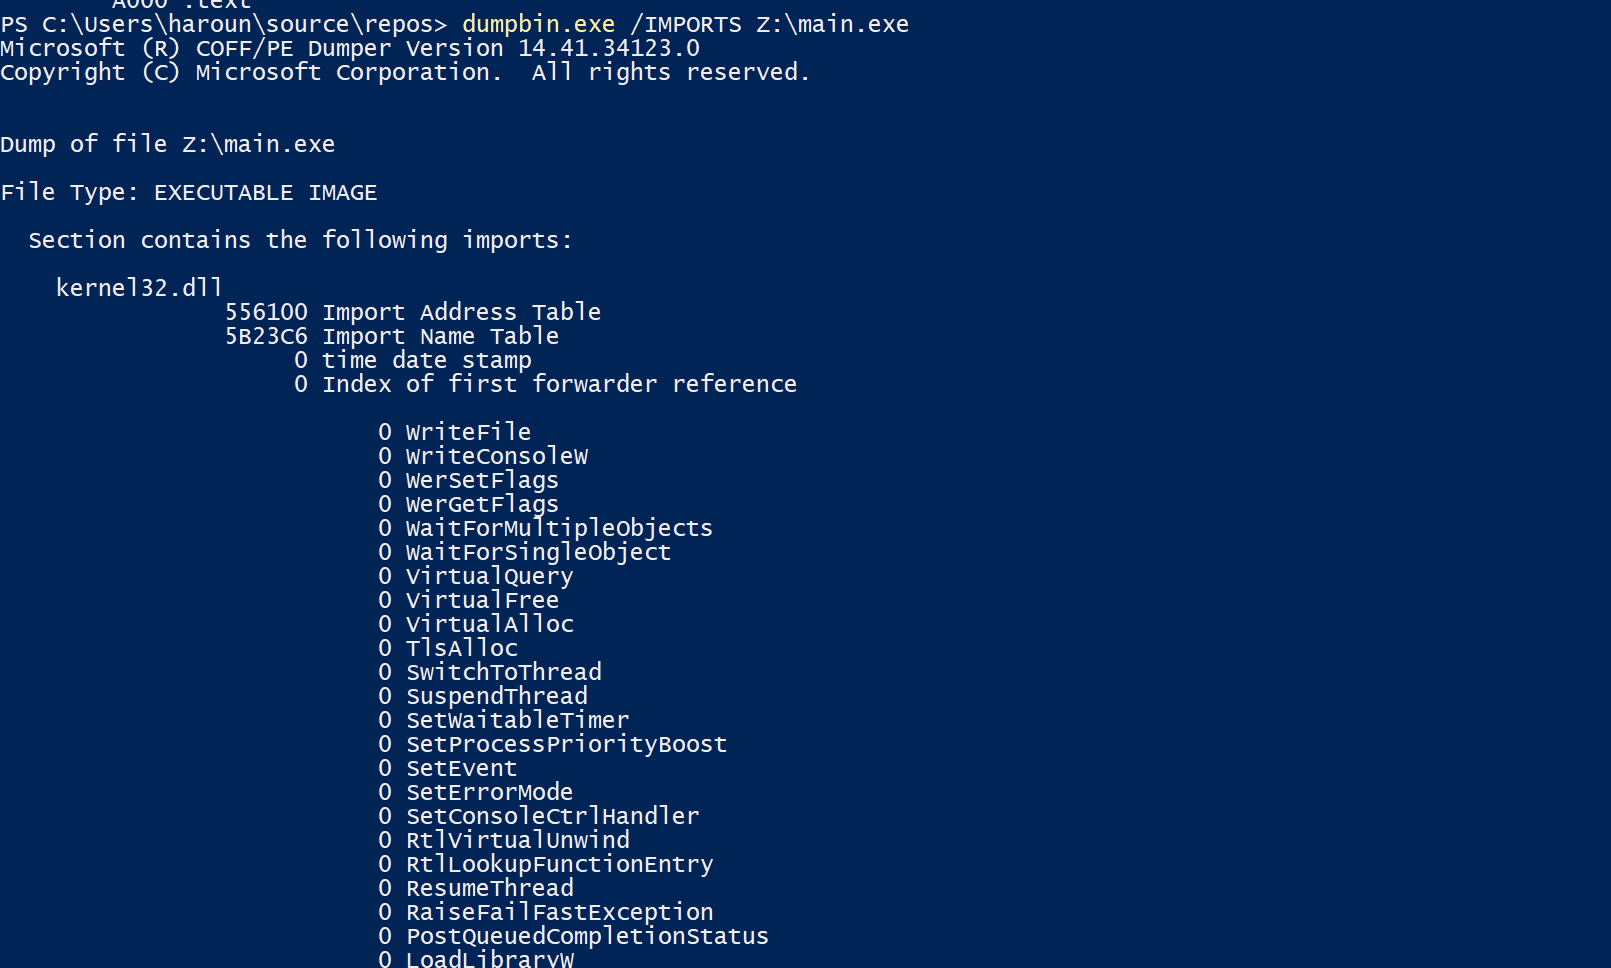 A000 .text
PS C:\Users\haroun\source\repos> dumpbin.exe /IMPORTS Z:\main.exe
Microsoft (R) COFF/PE Dumper Version 14.41.34123.0
Copyright (C) Microsoft Corporation.  All rights reserved.
Dump of file Z:\main.exe
File Type: EXECUTABLE IMAGE
Section contains the following imports:
kernel32.dll
556100 Import Address Table
5B23C6 Import Name Table
0 time date stamp
0 Index of first forwarder reference
0 WriteFile
0 WriteConsoleW
0 WerSetFlags
0 WerGetFlags
0 WaitForMultipleObjects
0 WaitForSingleObject
0 VirtualQuery
0 VirtualFree
0 VirtualAlloc
0 TlsAlloc
0 SwitchToThread
0 SuspendThread
0 SetWaitableTimer
0 SetProcessPriorityBoost
0 SetEvent
0 SetErrorMode
0 SetConsoleCtrlHandler
0 RtlVirtualUnwind
0 RtlLookupFunctionEntry
0 ResumeThread
0 RaiseFailFastException
0 PostQueuedCompletionStatus
0 LoadLibraryW